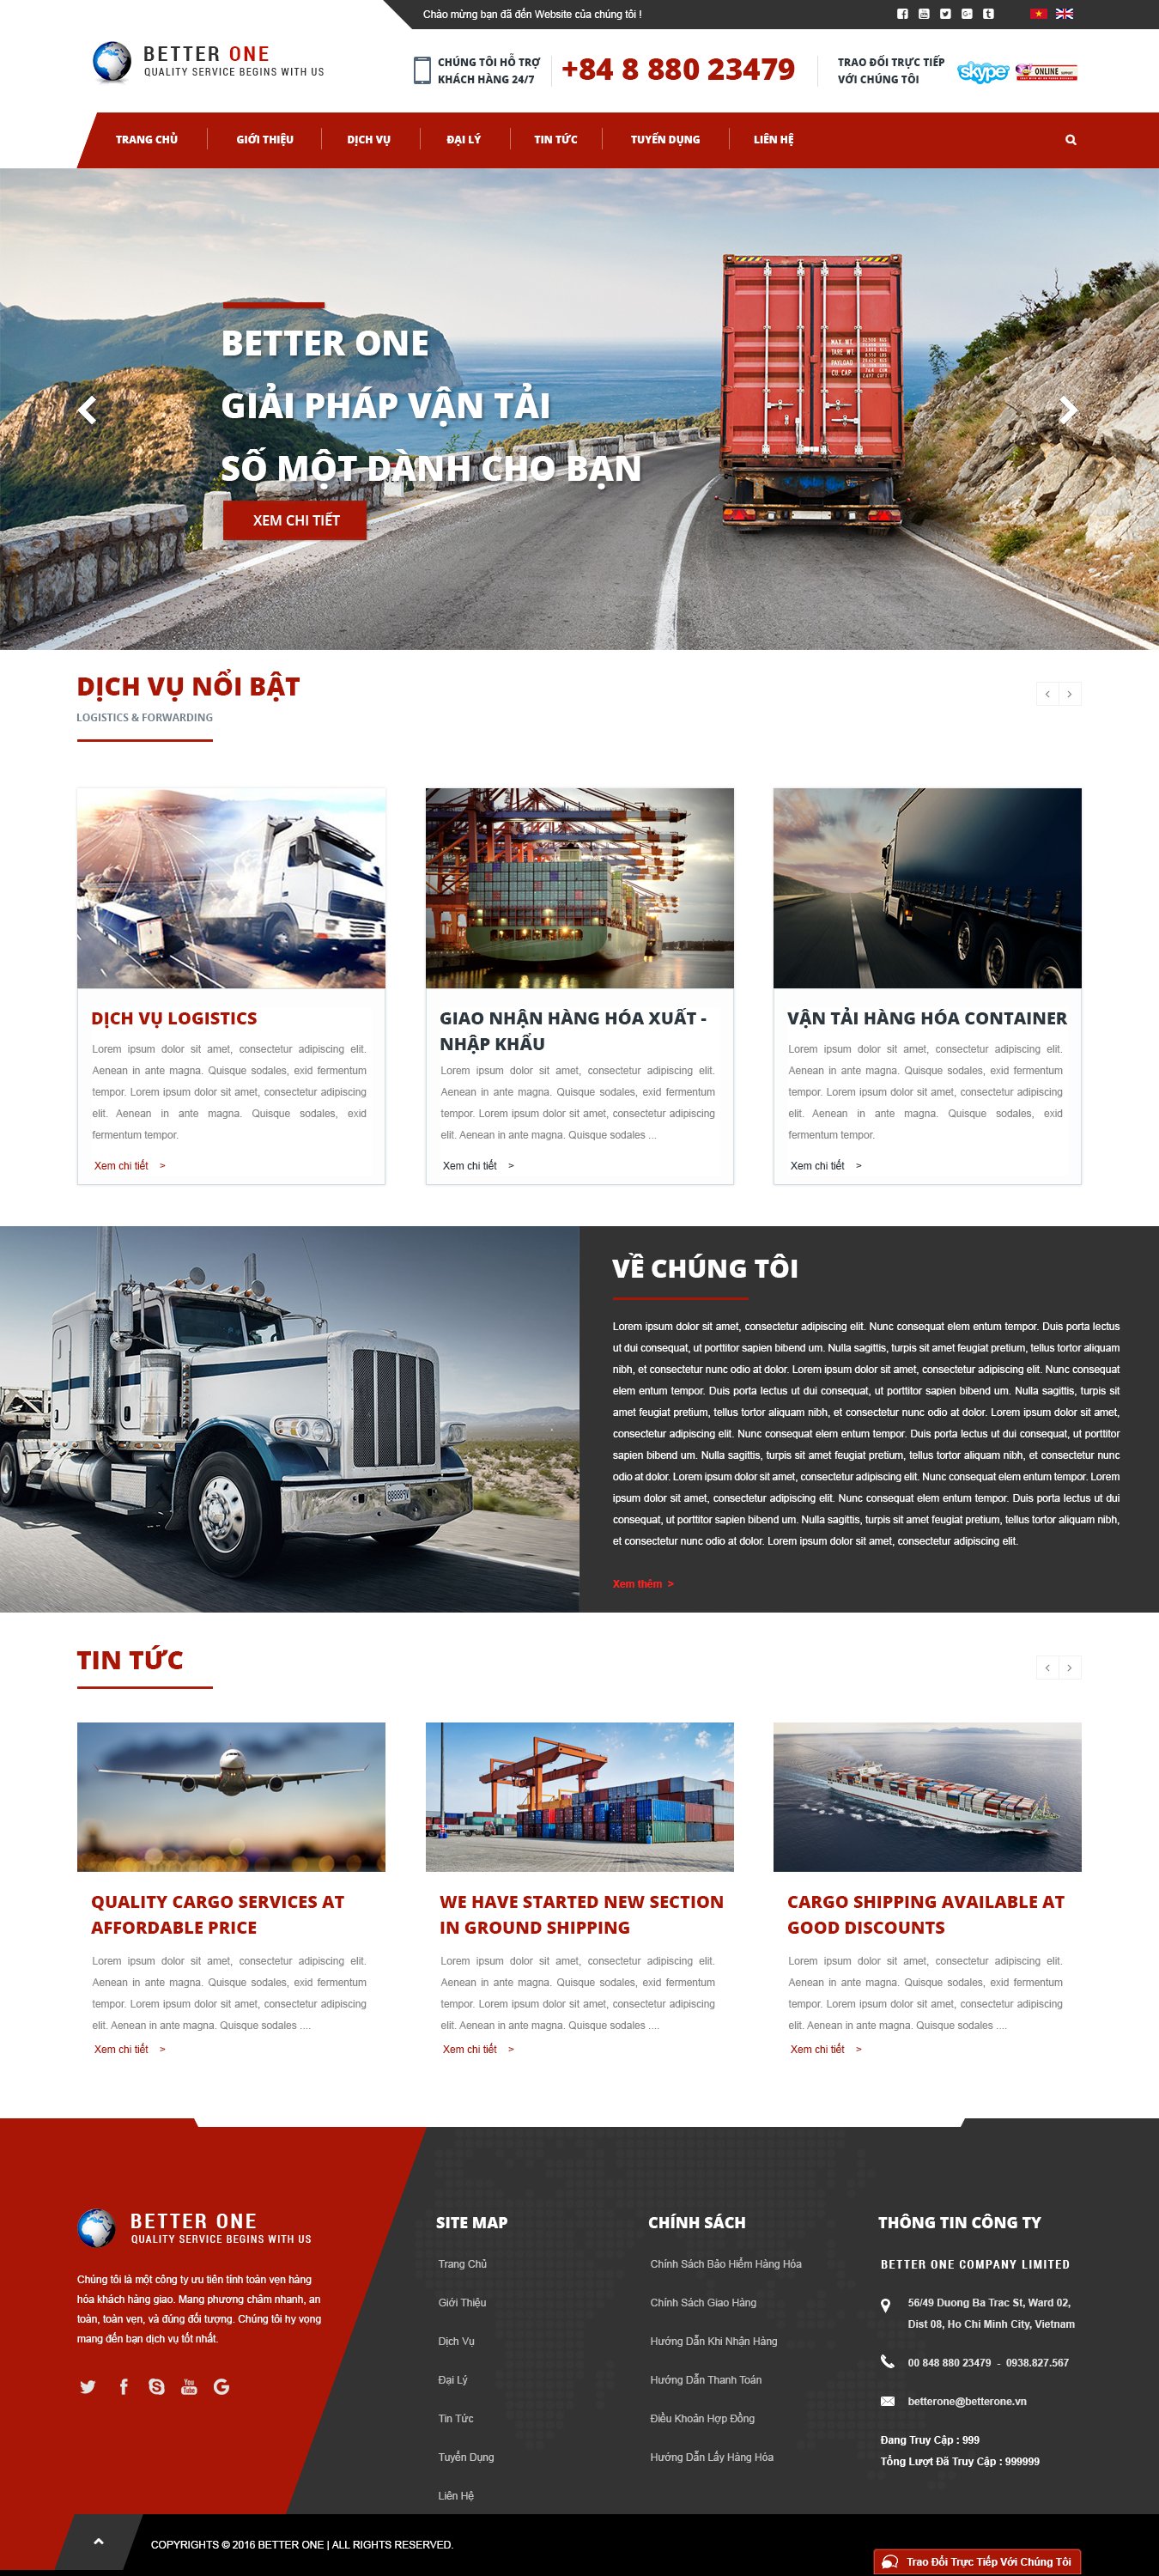 Chào mừng bạn đã đến Website của chúng tôi !
BETTER ONE
QUALITY SERVICE BEGINS WITH US
CHÚNG TÔI HỖ TRỢ
KHÁCH HÀNG 24/7
+84 8 880 23479
TRAO ĐỔI TRỰC TIẾP
VỚI CHÚNG TÔI
skype
ONLINE
TRANG CHỦ
GIỚI THIỆU
DỊCH VỤ
ĐẠI LÝ
TIN TỨC
TUYỂN DỤNG
LIÊN HỆ
BETTER ONE
GIẢI PHÁP VẬN TẢI
SỐ MỘT DÀNH CHO BẠN
XEM CHI TIẾT
DỊCH VỤ NỔI BẬT
LOGISTICS & FORWARDING
DỊCH VỤ LOGISTICS
Lorem ipsum dolor sit amet, consectetur adipiscing elit.
Aenean in ante magna. Quisque sodales, exid fermentum
tempor. Lorem ipsum dolor sit amet, consectetur adipiscing
elit. Aenean in ante magna. Quisque sodales, exid
fermentum tempor.
Xem chi tiết >
GIAO NHẬN HÀNG HÓA XUẤT -
NHẬP KHẨU
Lorem ipsum dolor sit amet, consectetur adipiscing elit.
Aenean in ante magna. Quisque sodales, exid fermentum
tempor. Lorem ipsum dolor sit amet, consectetur adipiscing
elit. Aenean in ante magna. Quisque sodales ...
Xem chi tiết >
VẬN TẢI HÀNG HÓA CONTAINER
Lorem ipsum dolor sit amet, consectetur adipiscing elit.
Aenean in ante magna. Quisque sodales, exid fermentum
tempor. Lorem ipsum dolor sit amet, consectetur adipiscing
elit. Aenean in ante magna. Quisque sodales, exid
fermentum tempor.
Xem chi tiết >
VỀ CHÚNG TÔI
Lorem ipsum dolor sit amet, consectetur adipiscing elit. Nunc consequat elem entum tempor. Duis porta lectus
ut dui consequat, ut porttitor sapien bibend um. Nulla sagittis, turpis sit amet feugiat pretium, tellus tortor aliquam
nibh, et consectetur nunc odio at dolor. Lorem ipsum dolor sit amet, consectetur adipiscing elit. Nunc consequat
elem entum tempor. Duis porta lectus ut dui consequat, ut porttitor sapien bibend um. Nulla sagittis, turpis sit
amet feugiat pretium, tellus tortor aliquam nibh, et consectetur nunc odio at dolor. Lorem ipsum dolor sit amet,
consectetur adipiscing elit. Nunc consequat elem entum tempor. Duis porta lectus ut dui consequat, ut porttitor
sapien bibend um. Nulla sagittis, turpis sit amet feugiat pretium, tellus tortor aliquam nibh, et consectetur nunc
odio at dolor. Lorem ipsum dolor sit amet, consectetur adipiscing elit. Nunc consequat elem entum tempor. Lorem
ipsum dolor sit amet, consectetur adipiscing elit. Nunc consequat elem entum tempor. Duis porta lectus ut dui
consequat, ut porttitor sapien bibend um. Nulla sagittis, turpis sit amet feugiat pretium, tellus tortor aliquam nibh,
et consectetur nunc odio at dolor. Lorem ipsum dolor sit amet, consectetur adipiscing elit.
Xem thêm >
TIN TỨC
QUALITY CARGO SERVICES AT
AFFORDABLE PRICE
Lorem ipsum dolor sit amet, consectetur adipiscing elit.
Aenean in ante magna. Quisque sodales, exid fermentum
tempor. Lorem ipsum dolor sit amet, consectetur adipiscing
elit. Aenean in ante magna. Quisque sodales ....
Xem chi tiết >
WE HAVE STARTED NEW SECTION
IN GROUND SHIPPING
Lorem ipsum dolor sit amet, consectetur adipiscing elit.
Aenean in ante magna. Quisque sodales, exid fermentum
tempor. Lorem ipsum dolor sit amet, consectetur adipiscing
elit. Aenean in ante magna. Quisque sodales ....
Xem chi tiết >
CARGO SHIPPING AVAILABLE AT
GOOD DISCOUNTS
Lorem ipsum dolor sit amet, consectetur adipiscing elit.
Aenean in ante magna. Quisque sodales, exid fermentum
tempor. Lorem ipsum dolor sit amet, consectetur adipiscing
elit. Aenean in ante magna. Quisque sodales ....
Xem chi tiết >
BETTER ONE
QUALITY SERVICE BEGINS WITH US
Chúng tôi là một công ty ưu tiên tính toàn vẹn hàng
hóa khách hàng giao. Mang phương châm nhanh, an
toàn, toàn vẹn, và đúng đối tượng. Chúng tôi hy vọng
mang đến bạn dịch vụ tốt nhất.
SITE MAP
Trang Chủ
Giới Thiệu
Dịch Vụ
Đại Lý
Tin Tức
Tuyển Dụng
Liên Hệ
CHÍNH SÁCH
Chính Sách Bảo Hiểm Hàng Hóa
Chính Sách Giao Hàng
Hướng Dẫn Khi Nhận Hàng
Hướng Dẫn Thanh Toán
Điều Khoản Hợp Đồng
Hướng Dẫn Lấy Hàng Hóa
THÔNG TIN CÔNG TY
BETTER ONE COMPANY LIMITED
56/49 Duong Ba Trac St, Ward 02,
Dist 08, Ho Chi Minh City, Vietnam
00 848 880 23479 - 0938.827.567
betterone@betterone.vn
Đang Truy Cập : 999
Tổng Lượt Đã Truy Cập : 999999
COPYRIGHTS © 2016 BETTER ONE | ALL RIGHTS RESERVED.
Trao Đổi Trực Tiếp Với Chúng Tôi